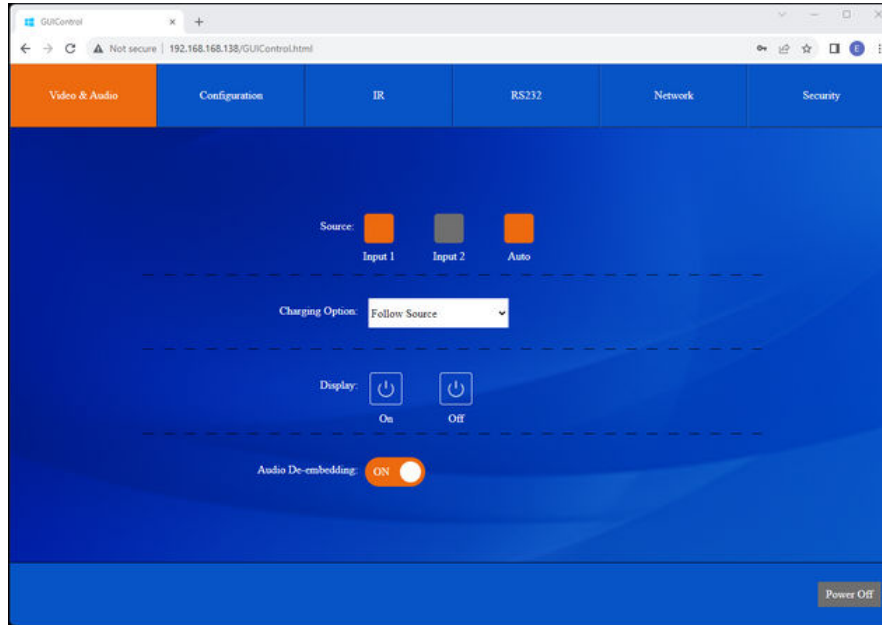 GUIControl
Not secure | 192.168.168.138/GUIControl.html
E
Video & Audio
Configuration
IR
RS232
Network
Security
Source:
Input 1
Input 2
Auto
Charging Option:
Follow Source
Display:
On
Off
Audio De-embedding:
ON
Power Off